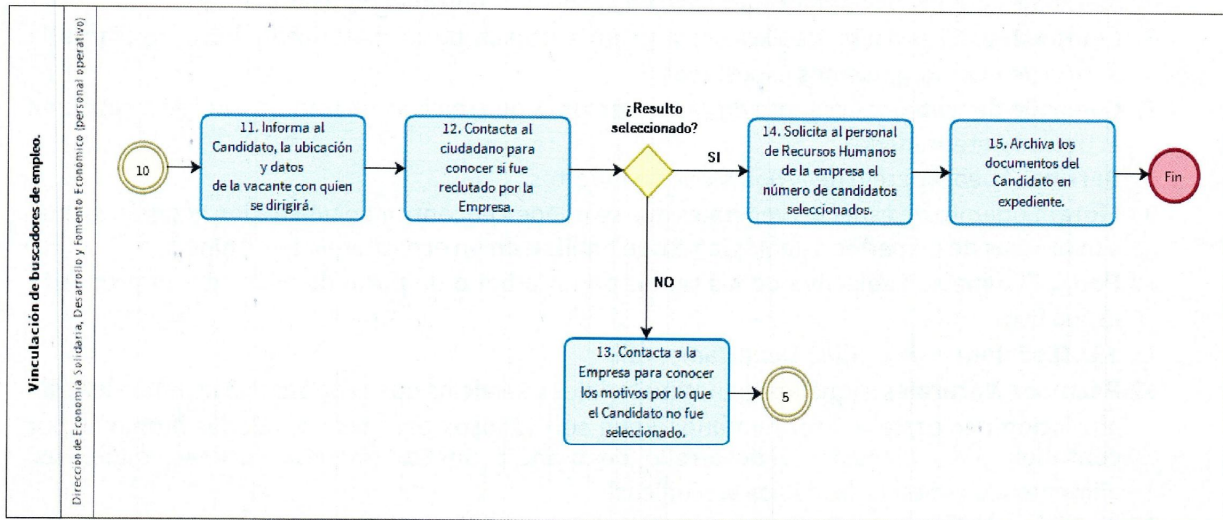 Vinculación de buscadores de empleo.
Dirección de Economía Solidaria, Desarrollo y Fomento Económico (personal operativo)
10
11. Informa al
Candidato, la ubicación
y datos
de la vacante con quien
se dirigirá.
12. Contacta al
ciudadano para
conocer si fue
reclutado por la
Empresa.
¿Resulto
seleccionado?
SI
14. Solicita al personal
de Recursos Humanos
de la empresa el
número de candidatos
seleccionados.
15. Archiva los
documentos del
Candidato en
expediente.
Fin
NO
13. Contacta a la
Empresa para conocer
los motivos por lo que
el Candidato no fue
seleccionado.
5